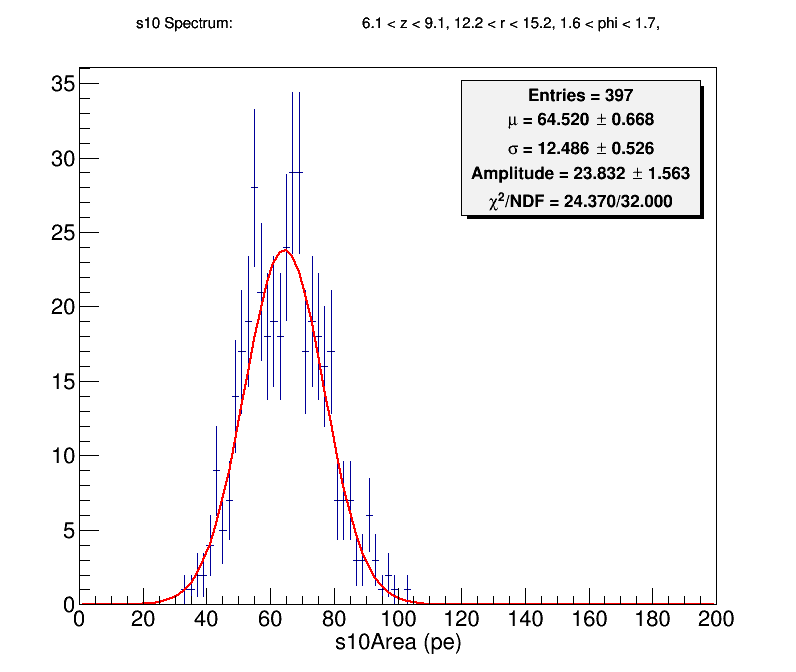 s10 Spectrum: 6.1 < z < 9.1, 12.2 < r < 15.2, 1.6 < phi < 1.7,
Entries = 397
μ = 64.520 ± 0.668
σ = 12.486 ± 0.526
Amplitude = 23.832 ± 1.563
χ²/NDF = 24.370/32.000
35
30
25
20
15
10
5
0
0 20 40 60 80 100 120 140 160 180 200
s10Area (pe)